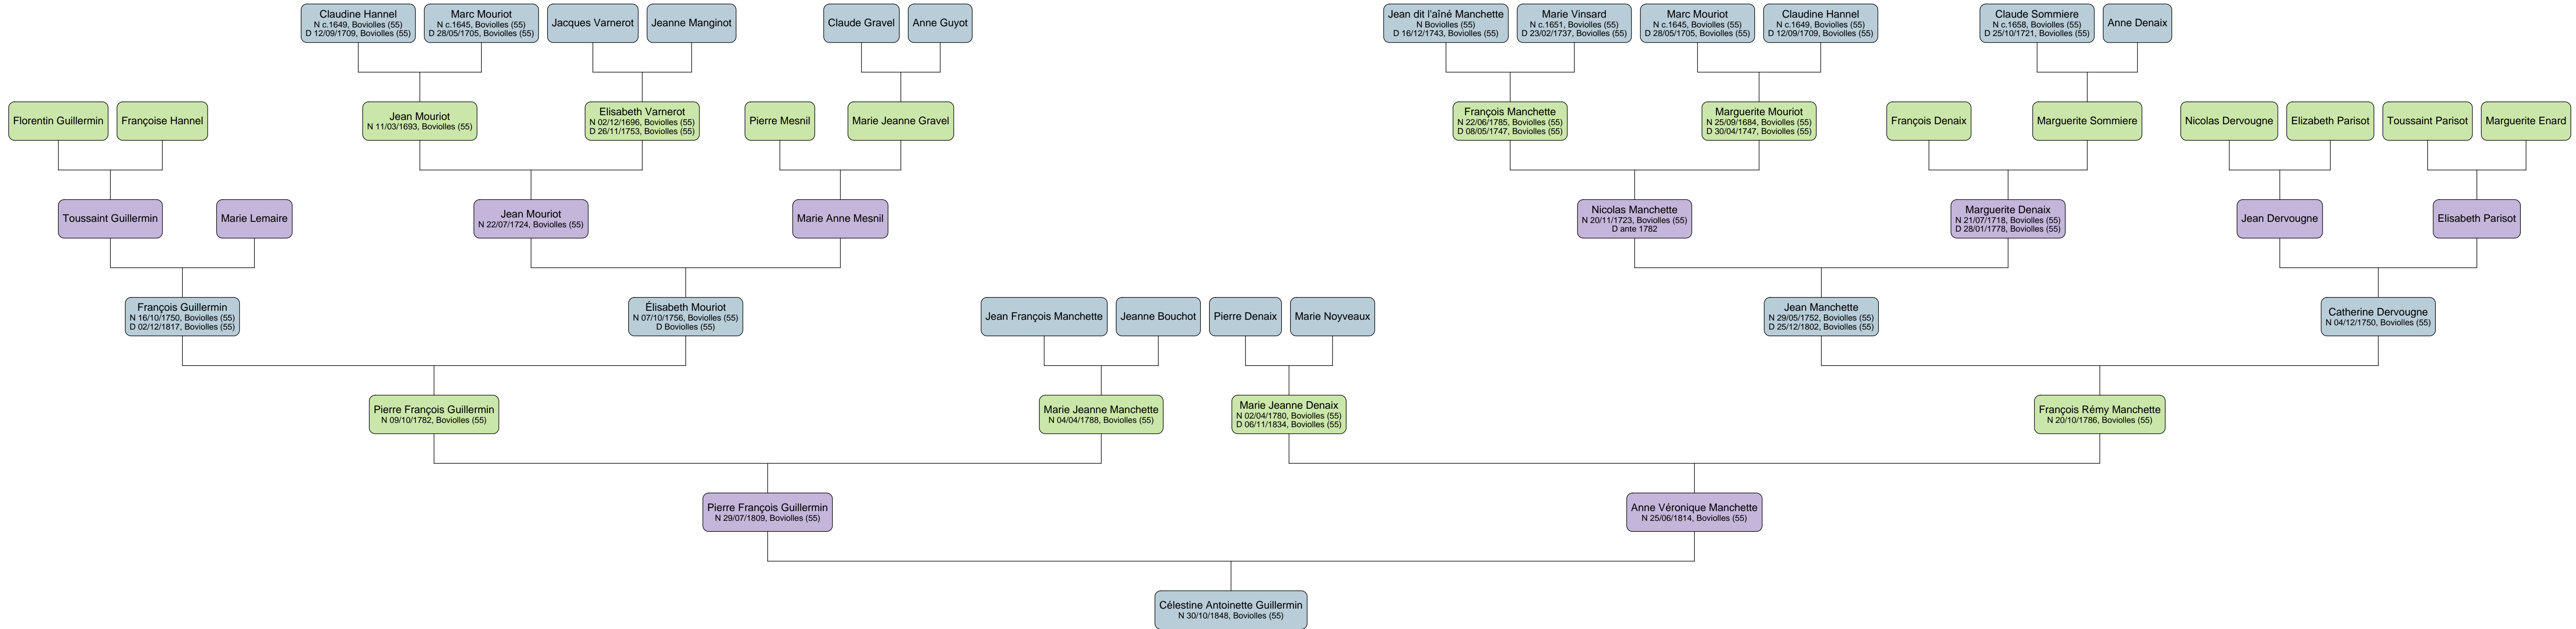 Claudine Hannel
N c.1649, Boviolles (55)
D 12/09/1709, Boviolles (55)
Marc Mouriot
N c.1645, Boviolles (55)
D 28/05/1705, Boviolles (55)
Jacques Varnerot
Jeanne Manginot
Claude Gravel
Anne Guyot
Jean dit l'aîné Manchette
N Boviolles (55)
D 16/12/1743, Boviolles (55)
Marie Vinsard
N c.1651, Boviolles (55)
D 23/02/1737, Boviolles (55)
Marc Mouriot
N c.1645, Boviolles (55)
D 28/05/1705, Boviolles (55)
Claudine Hannel
N c.1649, Boviolles (55)
D 12/09/1709, Boviolles (55)
Claude Sommiere
N c.1658, Boviolles (55)
D 25/10/1721, Boviolles (55)
Anne Denaix
Florentin Guillermin
Françoise Hannel
Jean Mouriot
N 11/03/1693, Boviolles (55)
Elisabeth Varnerot
N 02/12/1696, Boviolles (55)
D 26/11/1753, Boviolles (55)
Pierre Mesnil
Marie Jeanne Gravel
François Manchette
N 22/06/1785, Boviolles (55)
D 08/05/1747, Boviolles (55)
Marguerite Mouriot
N 25/09/1684, Boviolles (55)
D 30/04/1747, Boviolles (55)
François Denaix
Marguerite Sommiere
Nicolas Dervougne
Elizabeth Parisot
Toussaint Parisot
Marguerite Enard
Toussaint Guillermin
Marie Lemaire
Jean Mouriot
N 22/07/1724, Boviolles (55)
Marie Anne Mesnil
Nicolas Manchette
N 20/11/1723, Boviolles (55)
D ante 1782
Marguerite Denaix
N 21/07/1718, Boviolles (55)
D 28/01/1778, Boviolles (55)
Jean Dervougne
Elisabeth Parisot
François Guillermin
N 16/10/1750, Boviolles (55)
D 02/12/1817, Boviolles (55)
Élisabeth Mouriot
N 07/10/1756, Boviolles (55)
D Boviolles (55)
Jean François Manchette
Jeanne Bouchot
Pierre Denaix
Marie Noyveaux
Jean Manchette
N 29/05/1752, Boviolles (55)
D 25/12/1802, Boviolles (55)
Catherine Dervougne
N 04/12/1750, Boviolles (55)
Pierre François Guillermin
N 09/10/1782, Boviolles (55)
Marie Jeanne Manchette
N 04/04/1788, Boviolles (55)
Marie Jeanne Denaix
N 02/04/1780, Boviolles (55)
D 06/11/1834, Boviolles (55)
François Rémy Manchette
N 20/10/1786, Boviolles (55)
Pierre François Guillermin
N 29/07/1809, Boviolles (55)
Anne Véronique Manchette
N 25/06/1814, Boviolles (55)
Célestine Antoinette Guillermin
N 30/10/1848, Boviolles (55)